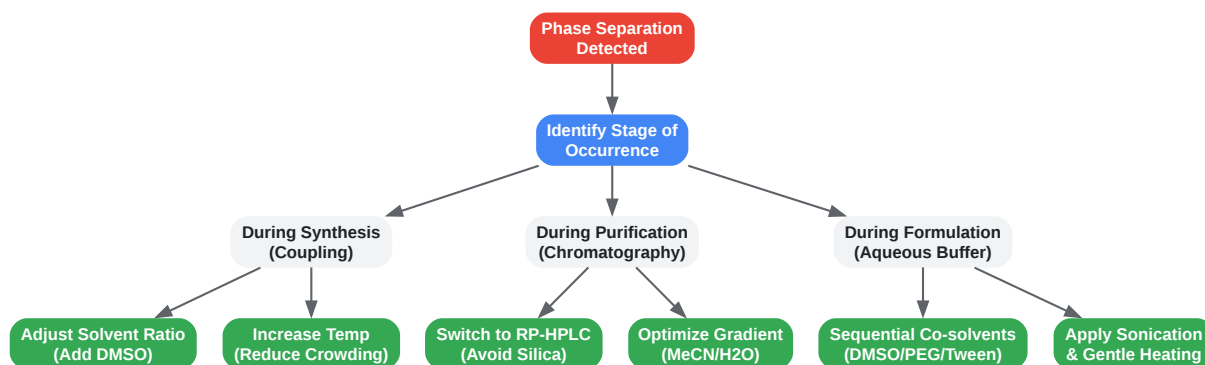 Phase Separation
Detected
Identify Stage of
Occurrence
During Synthesis
(Coupling)
During Purification
(Chromatography)
During Formulation
(Aqueous Buffer)
Adjust Solvent Ratio
(Add DMSO)
Increase Temp
(Reduce Crowding)
Switch to RP-HPLC
(Avoid Silica)
Optimize Gradient
(MeCN/H2O)
Sequential Co-solvents
(DMSO/PEG/Tween)
Apply Sonication
& Gentle Heating